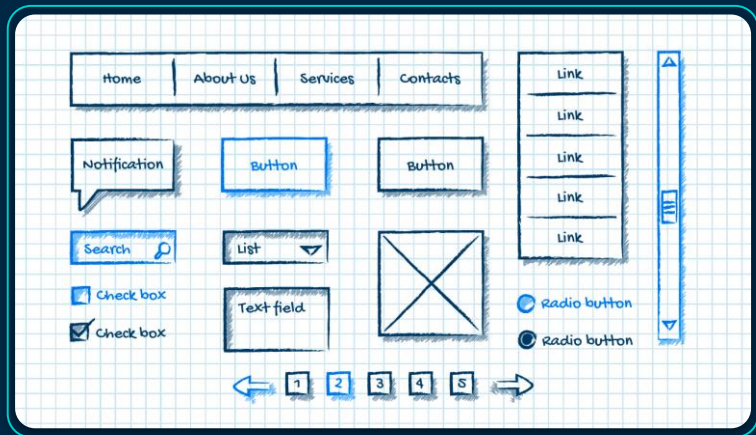 Home
About Us
Services
Contacts
Link
Link
Link
Link
Link
Notification
Button
Button
Search
List
Check box
Check box
Text field
Radio button
Radio button
1
2
3
4
5